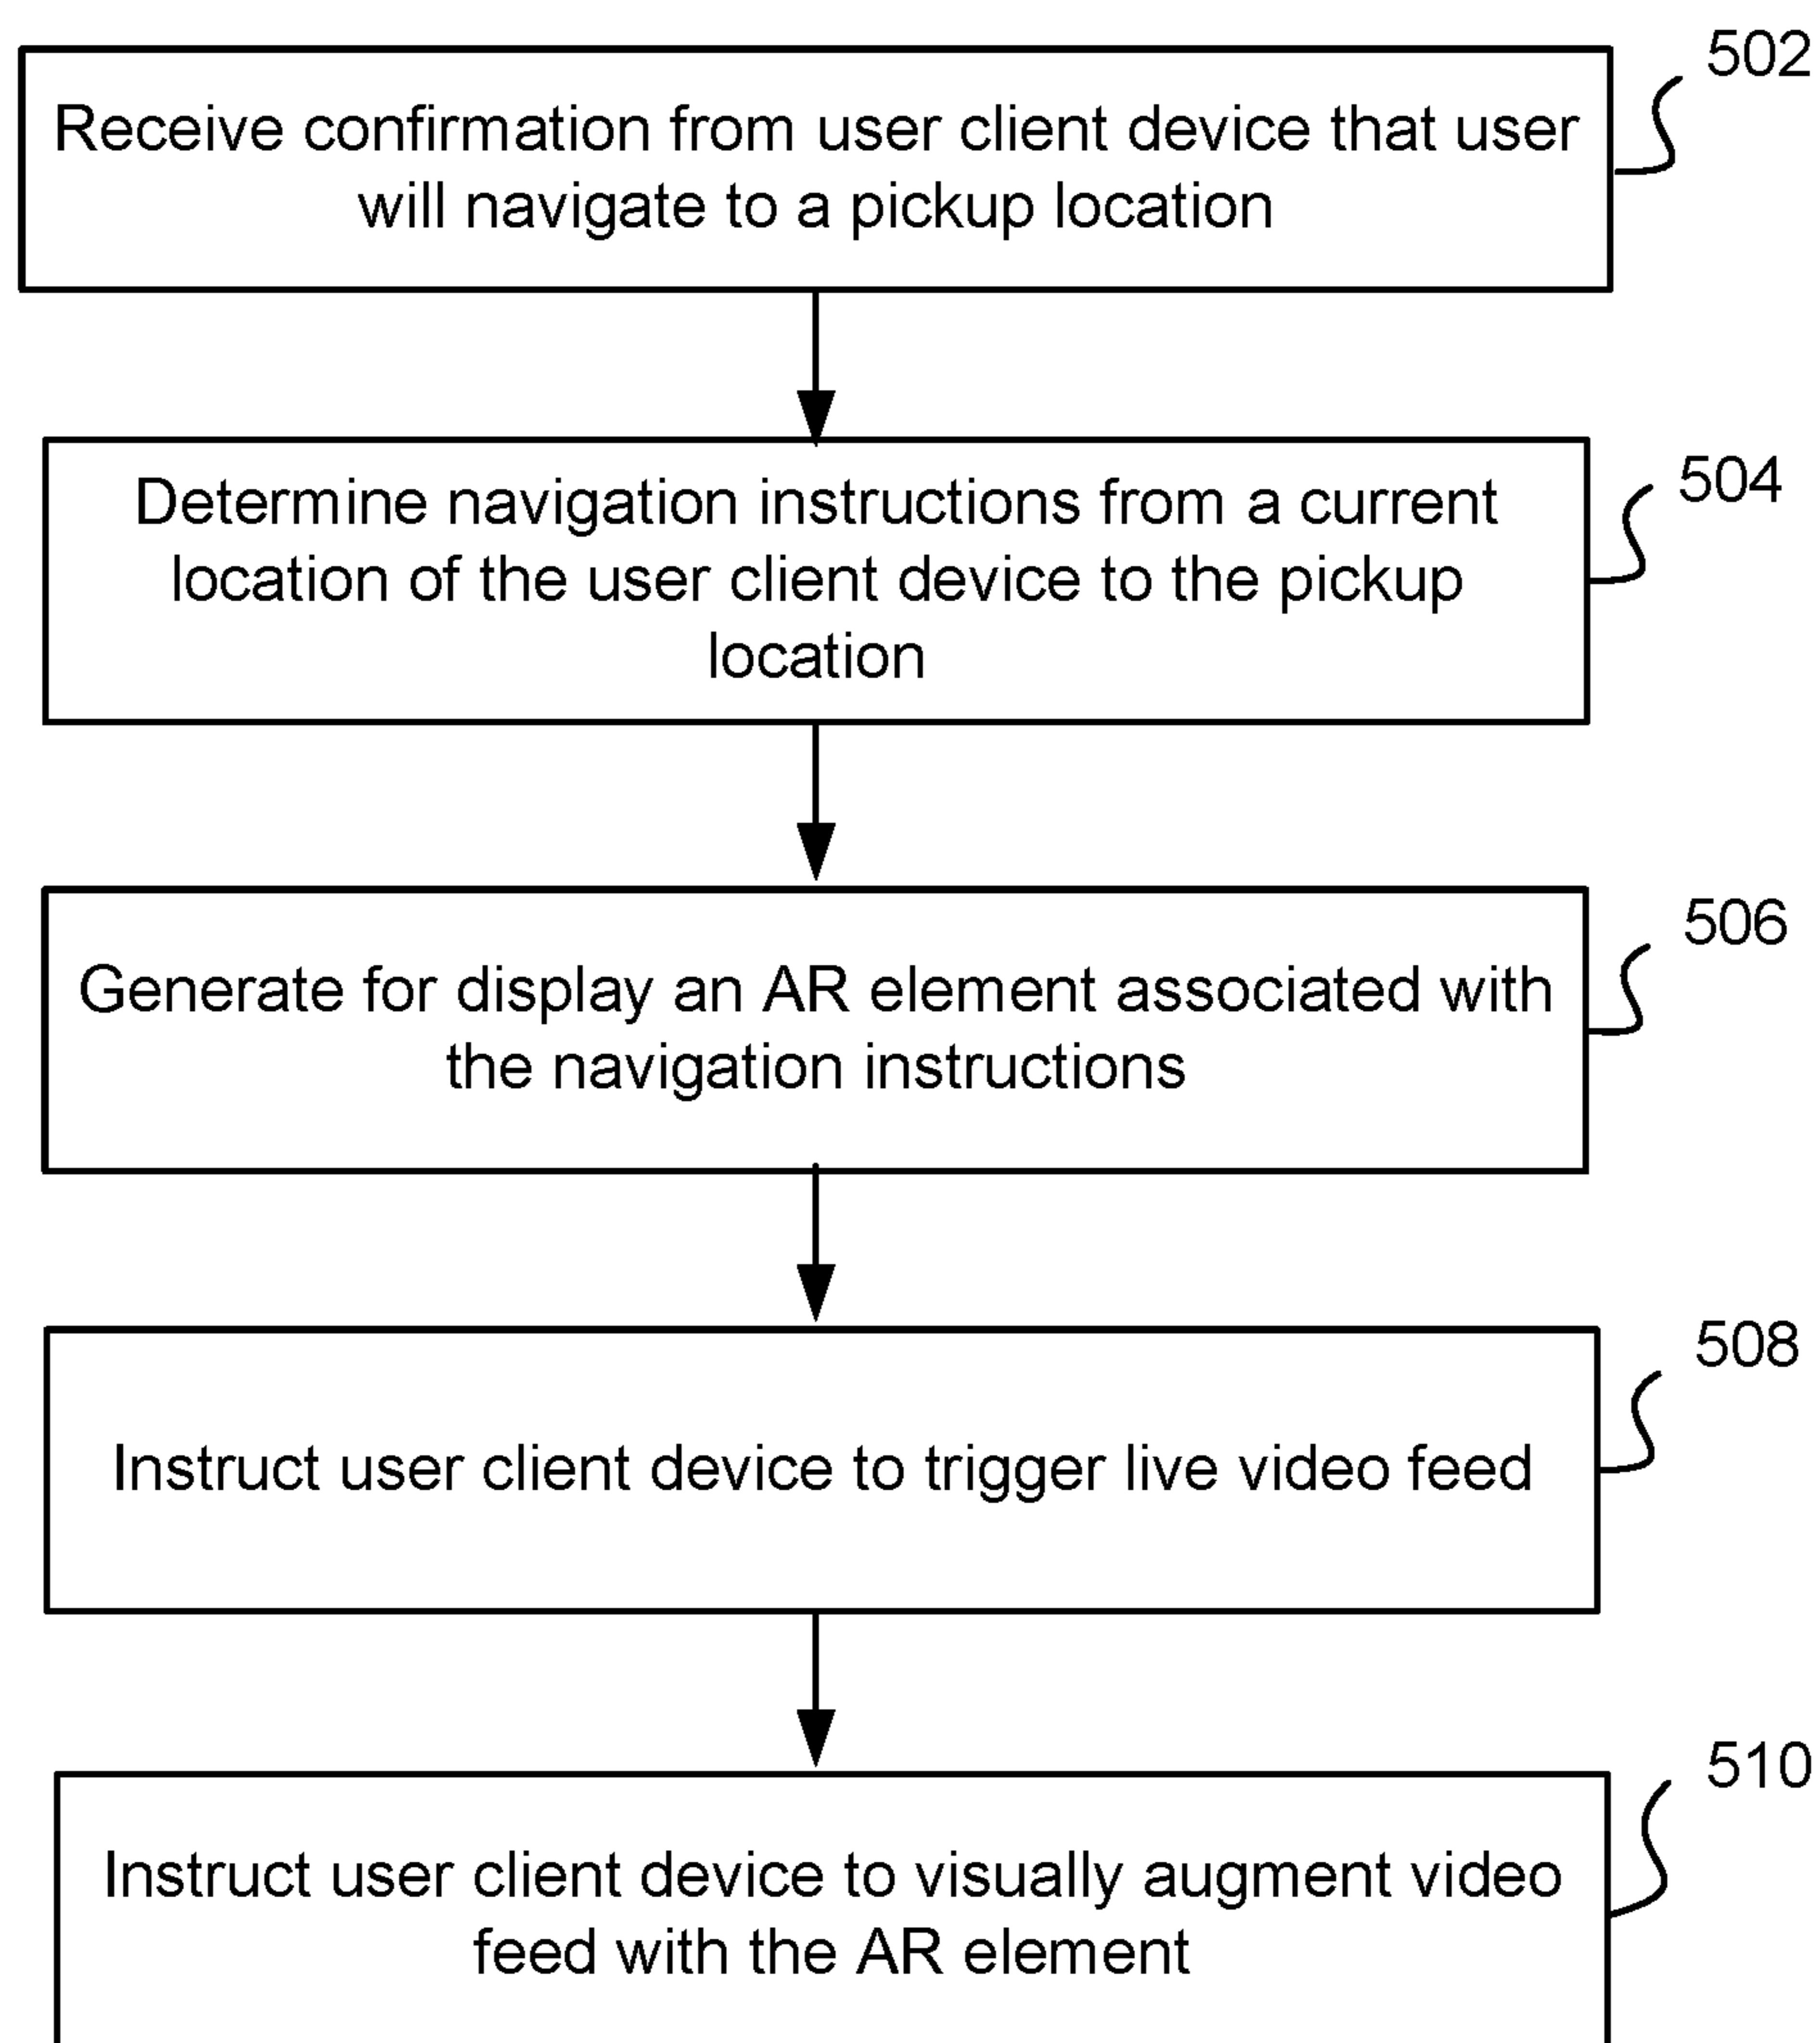 502
Receive confirmation from user client device that user
will navigate to a pickup location
504
Determine navigation instructions from a current
location of the user client device to the pickup
location
506
Generate for display an AR element associated with
the navigation instructions
508
Instruct user client device to trigger live video feed
510
Instruct user client device to visually augment video
feed with the AR element